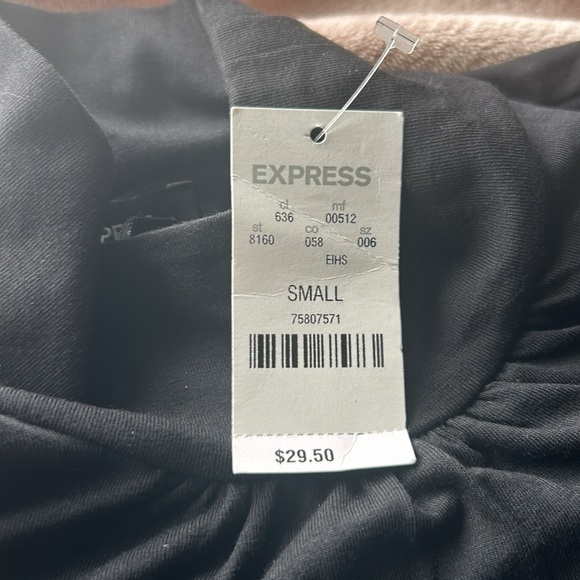 EXPRESS
cl mf
636 00512
st co sz
8160 058 006
EIHS
SMALL
75807571
$29.50